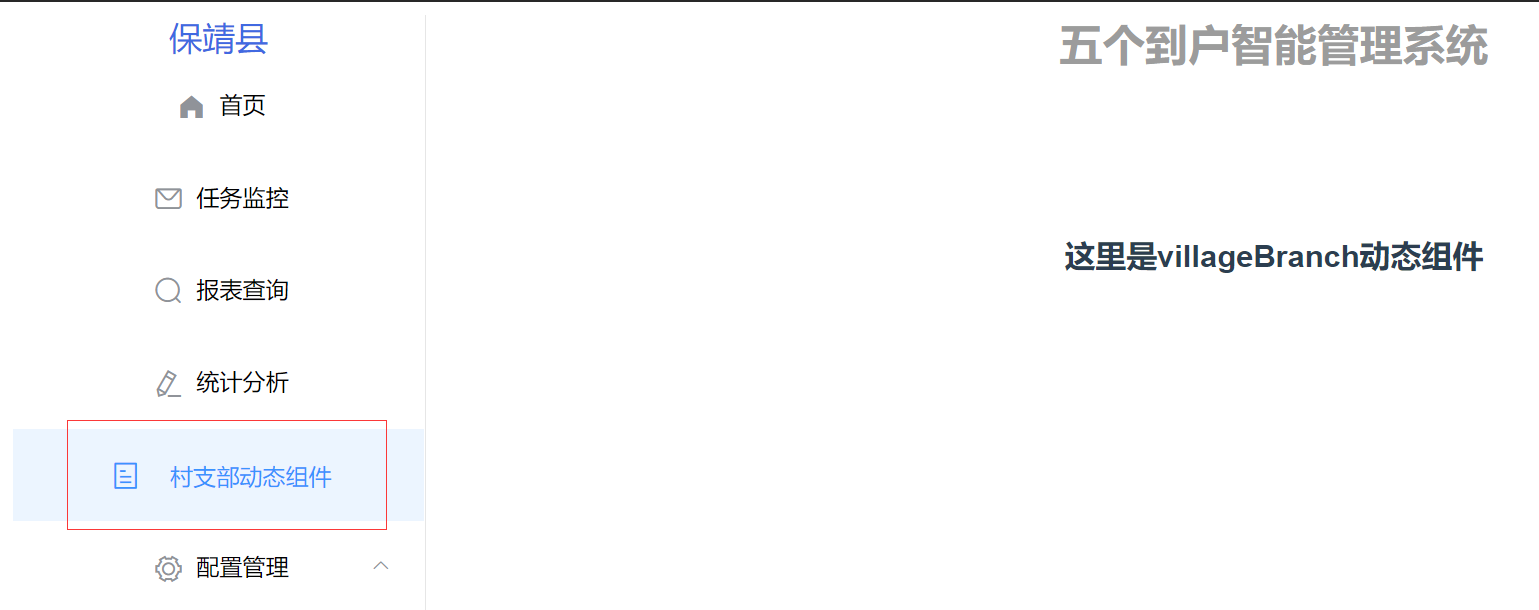 保靖县
首页
任务监控
报表查询
统计分析
村支部动态组件
配置管理
五个到户智能管理系统
这里是villageBranch动态组件